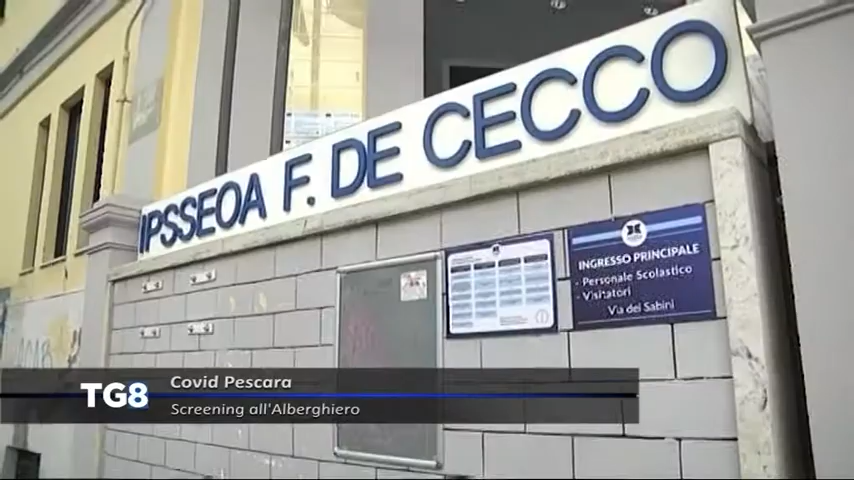 IPSSEOA F. DE CECCO
INGRESSO PRINCIPALE
- Personale Scolastico
- Visitatori
Via dei Sabini
TG8
Covid Pescara
Screening all'Alberghiero